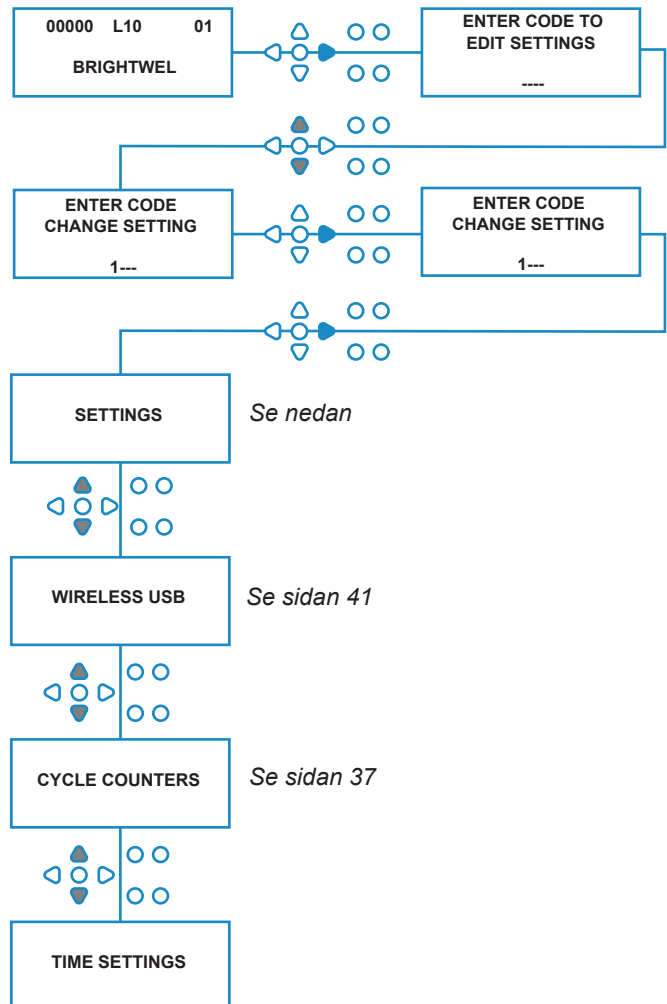 00000 L10 01
BRIGHTWEL
ENTER CODE TO
EDIT SETTINGS
----
ENTER CODE
CHANGE SETTING
1---
ENTER CODE
CHANGE SETTING
1---
SETTINGS
Se nedan
WIRELESS USB
Se sidan 41
CYCLE COUNTERS
Se sidan 37
TIME SETTINGS